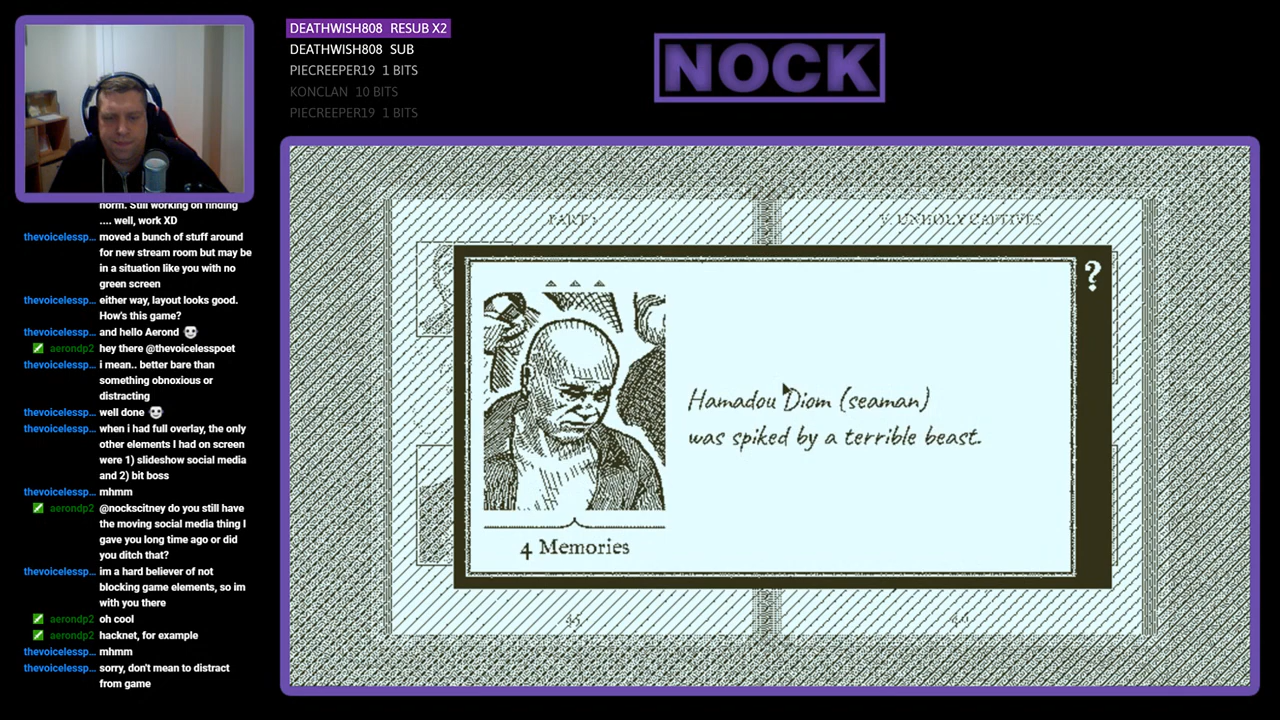 DEATHWISH808 RESUB X2
DEATHWISH808 SUB
PIECREEPER19 1 BITS
KONCLAN 10 BITS
PIECREEPER19 1 BITS
NOCK
norm. Still working on finding
.... well, work XD
thevoicelessp... moved a bunch of stuff around
for new stream room but may be
in a situation like you with no
green screen
thevoicelessp... either way, layout looks good.
How's this game?
thevoicelessp... and hello Aerond
aerondp2 hey there @thevoicelesspoet
thevoicelessp... i mean.. better bare than
something obnoxious or
distracting
thevoicelessp... well done
thevoicelessp... when i had full overlay, the only
other elements I had on screen
were 1) slideshow social media
and 2) bit boss
thevoicelessp... mhmm
aerondp2 @nockscitney do you still have
the moving social media thing I
gave you long time ago or did
you ditch that?
thevoicelessp... im a hard believer of not
blocking game elements, so im
with you there
aerondp2 oh cool
aerondp2 hacknet, for example
thevoicelessp... mhmm
thevoicelessp... sorry, don't mean to distract
from game
V. UNHOLY CAPTIVES
?
Hamadou Diom (seaman)
was spiked by a terrible beast.
4 Memories